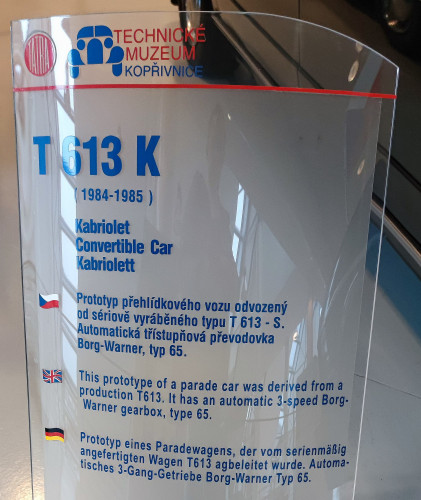 TATRA
TECHNICKÉ
MUZEUM
KOPŘIVNICE
T 613 K
( 1984-1985 )
Kabriolet
Convertible Car
Kabriolett
Prototyp přehlídkového vozu odvozený
od sériově vyráběného typu T 613 - S.
Automatická třístupňová převodovka
Borg-Warner, typ 65.
This prototype of a parade car was derived from a
production T613. It has an automatic 3-speed Borg-
Warner gearbox, type 65.
Prototyp eines Paradewagens, der vom serienmäßig
angefertigten Wagen T613 agbeleitet wurde. Automa-
tisches 3-Gang-Getriebe Borg-Warner Typ 65.